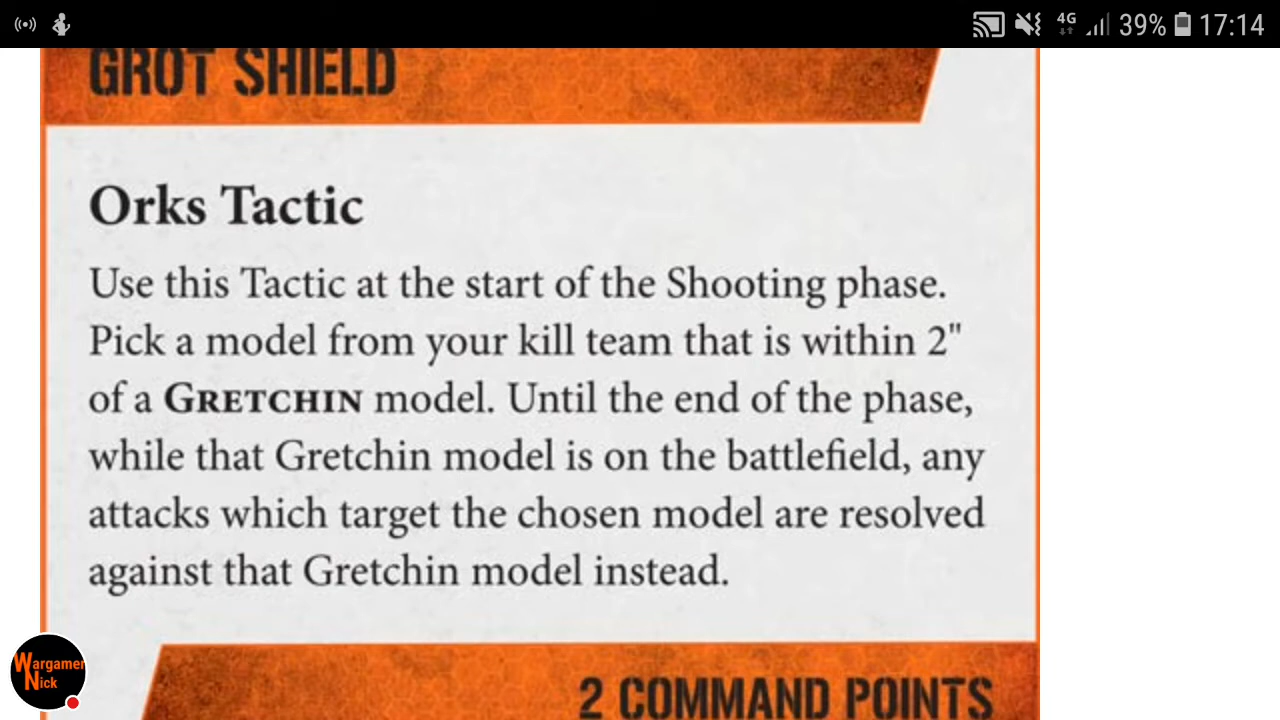 4G 39% 17:14
GROT SHIELD
Orks Tactic
Use this Tactic at the start of the Shooting phase.
Pick a model from your kill team that is within 2"
of a GRETCHIN model. Until the end of the phase,
while that Gretchin model is on the battlefield, any
attacks which target the chosen model are resolved
against that Gretchin model instead.
2 COMMAND POINTS
Wargamer
Nick